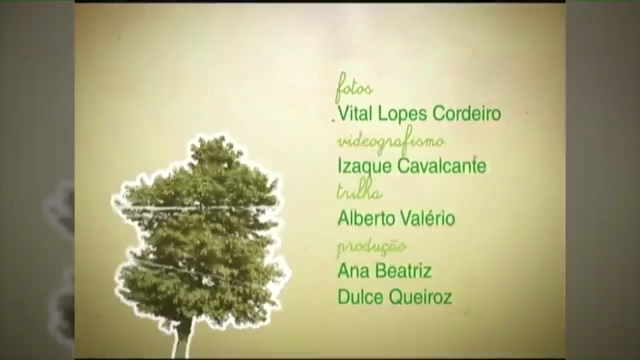 fotos
Vital Lopes Cordeiro
videografismo
Izaque Cavalcante
trilha
Alberto Valério
produção
Ana Beatriz
Dulce Queiroz